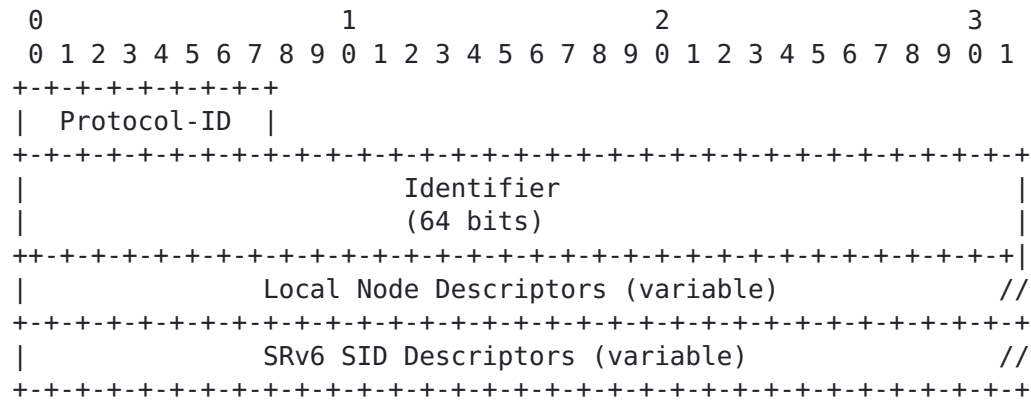 0                   1                   2                   3
 0 1 2 3 4 5 6 7 8 9 0 1 2 3 4 5 6 7 8 9 0 1 2 3 4 5 6 7 8 9 0 1
+-+-+-+-+-+-+-+-+
|  Protocol-ID  |
+-+-+-+-+-+-+-+-+-+-+-+-+-+-+-+-+-+-+-+-+-+-+-+-+-+-+-+-+-+-+-+-+
|                        Identifier                             |
|                        (64 bits)                              |
++-+-+-+-+-+-+-+-+-+-+-+-+-+-+-+-+-+-+-+-+-+-+-+-+-+-+-+-+-+-+-+|
|               Local Node Descriptors (variable)              //
+-+-+-+-+-+-+-+-+-+-+-+-+-+-+-+-+-+-+-+-+-+-+-+-+-+-+-+-+-+-+-+-+
|               SRv6 SID Descriptors (variable)                //
+-+-+-+-+-+-+-+-+-+-+-+-+-+-+-+-+-+-+-+-+-+-+-+-+-+-+-+-+-+-+-+-+